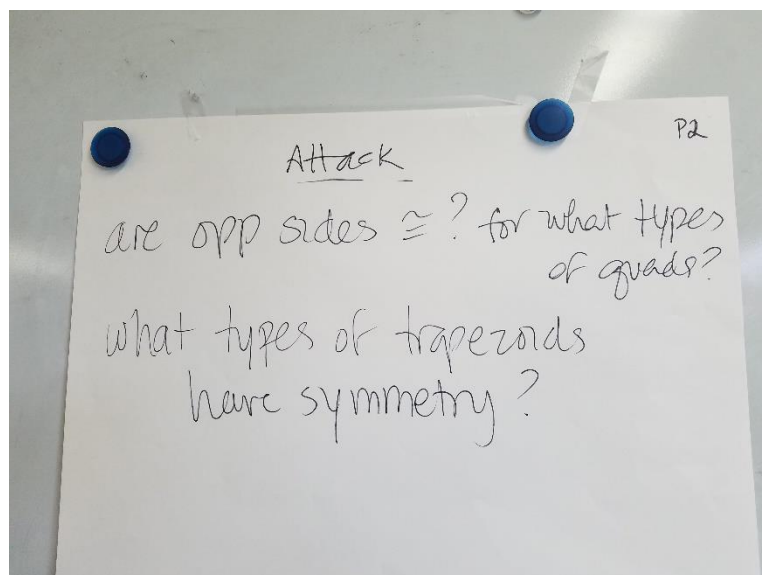 P2
Attack
are opp sides ≅? for what types
of quads?
what types of trapezoids
have symmetry?